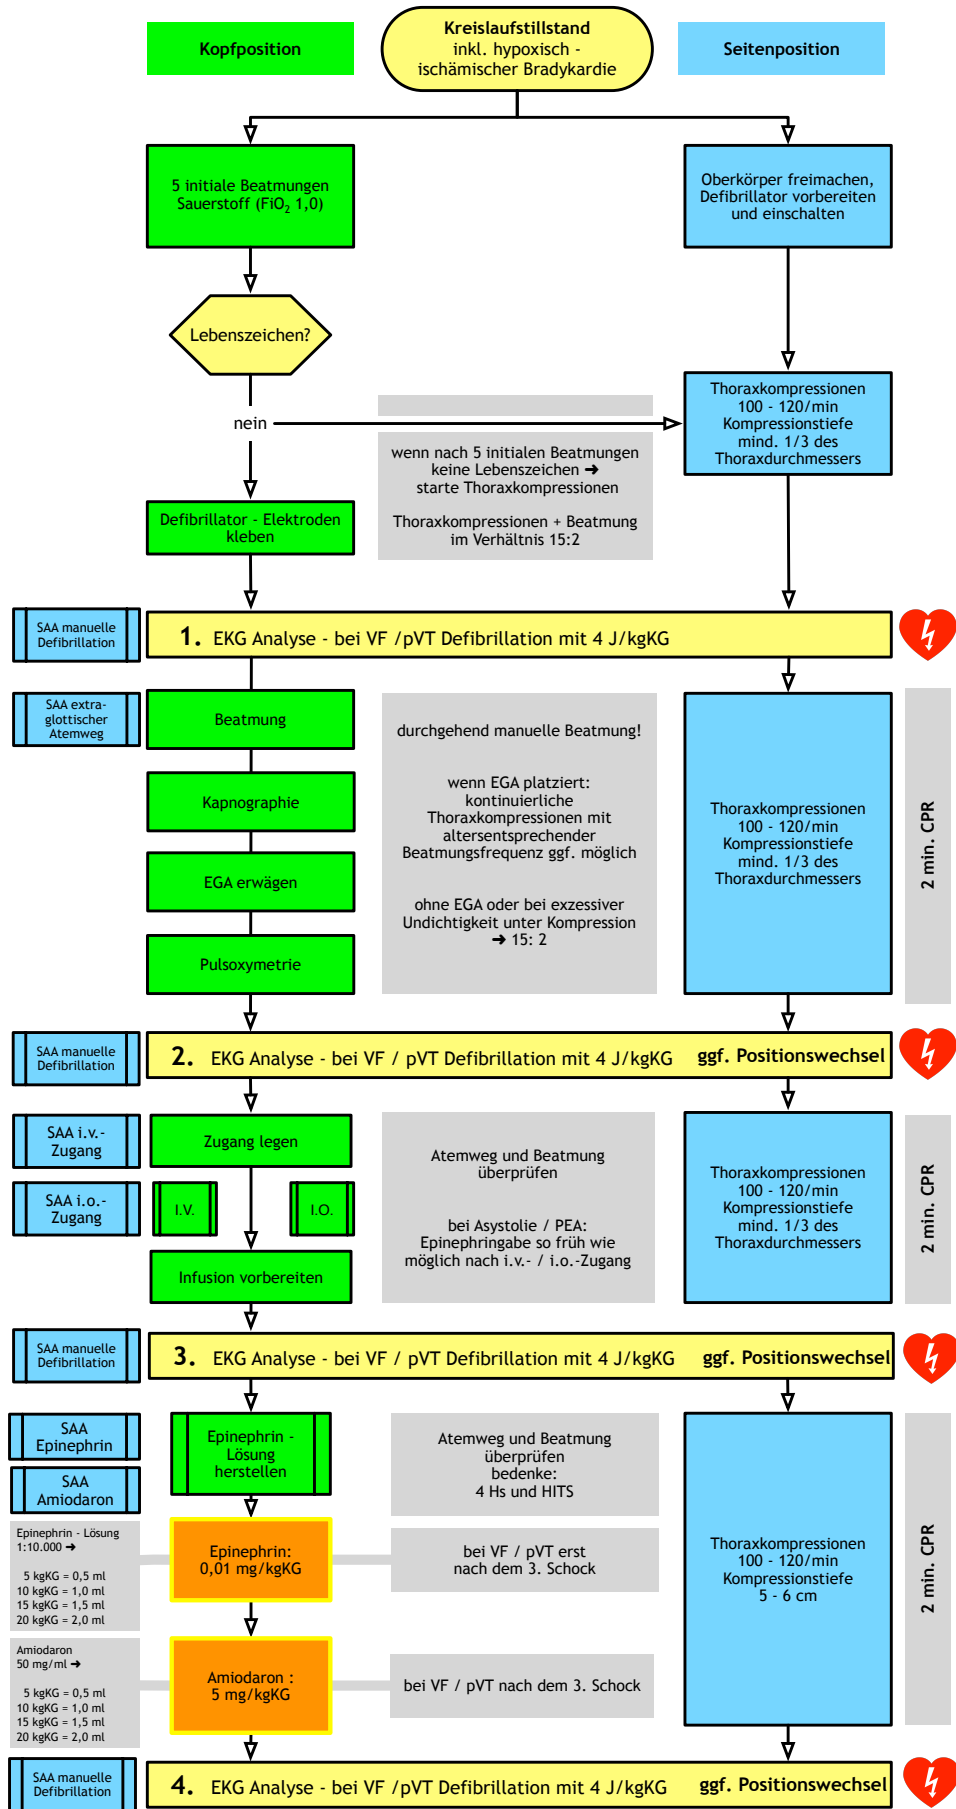 Kopfposition
Kreislaufstillstand
inkl. hypoxisch -
ischämischer Bradykardie
Seitenposition
5 initiale Beatmungen
Sauerstoff (FiO₂ 1,0)
Oberkörper freimachen,
Defibrillator vorbereiten
und einschalten
Lebenszeichen?
nein
Thoraxkompressionen
100 - 120/min
Kompressionstiefe
mind. 1/3 des
Thoraxdurchmessers
wenn nach 5 initialen Beatmungen
keine Lebenszeichen ➔
starte Thoraxkompressionen
Thoraxkompressionen + Beatmung
im Verhältnis 15:2
Defibrillator - Elektroden
kleben
SAA manuelle
Defibrillation
1. EKG Analyse - bei VF /pVT Defibrillation mit 4 J/kgKG
SAA extra-
glottischer
Atemweg
Beatmung
Kapnographie
EGA erwägen
Pulsoxymetrie
durchgehend manuelle Beatmung!
wenn EGA platziert:
kontinuierliche
Thoraxkompressionen mit
altersentsprechender
Beatmungsfrequenz ggf. möglich
ohne EGA oder bei exzessiver
Undichtigkeit unter Kompression
➔ 15: 2
Thoraxkompressionen
100 - 120/min
Kompressionstiefe
mind. 1/3 des
Thoraxdurchmessers
2 min. CPR
SAA manuelle
Defibrillation
2. EKG Analyse - bei VF / pVT Defibrillation mit 4 J/kgKG ggf. Positionswechsel
SAA i.v.-
Zugang
SAA i.o.-
Zugang
Zugang legen
I.V.
I.O.
Infusion vorbereiten
Atemweg und Beatmung
überprüfen
bei Asystolie / PEA:
Epinephringabe so früh wie
möglich nach i.v.- / i.o.-Zugang
Thoraxkompressionen
100 - 120/min
Kompressionstiefe
mind. 1/3 des
Thoraxdurchmessers
2 min. CPR
SAA manuelle
Defibrillation
3. EKG Analyse - bei VF / pVT Defibrillation mit 4 J/kgKG ggf. Positionswechsel
SAA
Epinephrin
SAA
Amiodaron
Epinephrin -
Lösung
herstellen
Atemweg und Beatmung
überprüfen
bedenke:
4 Hs und HITS
Epinephrin - Lösung
1:10.000 ➔
5 kgKG = 0,5 ml
10 kgKG = 1,0 ml
15 kgKG = 1,5 ml
20 kgKG = 2,0 ml
Epinephrin:
0,01 mg/kgKG
bei VF / pVT erst
nach dem 3. Schock
Amiodaron
50 mg/ml ➔
5 kgKG = 0,5 ml
10 kgKG = 1,0 ml
15 kgKG = 1,5 ml
20 kgKG = 2,0 ml
Amiodaron :
5 mg/kgKG
bei VF / pVT nach dem 3. Schock
Thoraxkompressionen
100 - 120/min
Kompressionstiefe
5 - 6 cm
2 min. CPR
SAA manuelle
Defibrillation
4. EKG Analyse - bei VF /pVT Defibrillation mit 4 J/kgKG ggf. Positionswechsel